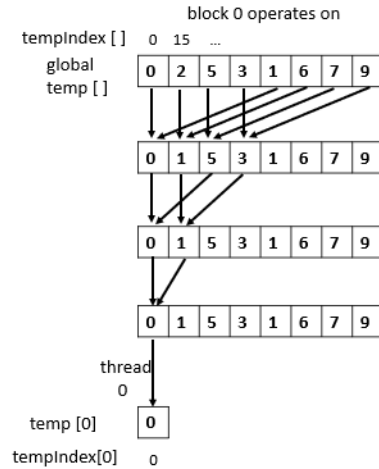 block 0 operates on
tempIndex [ ] 0 15 ...
global
temp [ ]
0 2 5 3 1 6 7 9
0 1 5 3 1 6 7 9
0 1 5 3 1 6 7 9
0 1 5 3 1 6 7 9
thread
0
temp [0] 0
tempIndex[0] 0